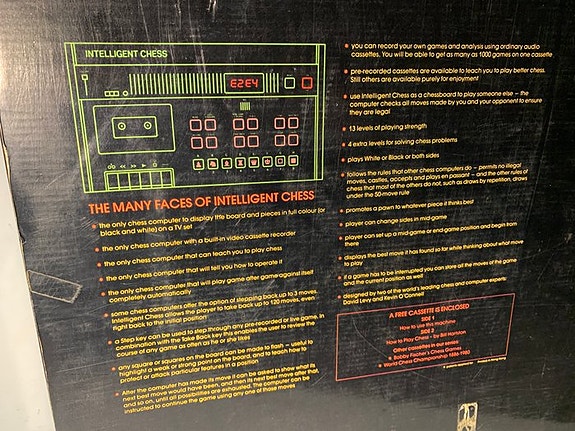 INTELLIGENT CHESS
E2E4
THE MANY FACES OF INTELLIGENT CHESS
• the only chess computer to display the board and pieces in full colour (or
black and white) on a TV set
• the only chess computer with a built-in video cassette recorder
• the only chess computer that can teach you to play chess
• the only chess computer that will tell you how to operate it
• the only chess computer that will play game after game against itself
completely automatically
• some chess computers offer the option of stepping back up to 3 moves.
Intelligent Chess allows the player to take back up to 120 moves, even
right back to the initial position
• a Step key can be used to step through any pre-recorded or live game. In
combination with the Take Back key this enables the user to review the
course of any game as often as he or she likes
• any square or squares on the board can be made to flash – useful to
highlight a weak or strong point on the board, and to teach how to
protect or attack particular features in a position
• After the computer has made its move it can be asked to show what its
next best move would have been, and then its next best move after that,
and so on, until all possibilities are exhausted. The computer can be
instructed to continue the game using any one of those moves
• you can record your own games and analysis using ordinary audio
cassettes. You will be able to get as many as 1000 games on one cassette
• pre-recorded cassettes are available to teach you to play better chess.
Still others are available purely for enjoyment
• use Intelligent Chess as a chessboard to play someone else – the
computer checks all moves made by you and your opponent to ensure
they are legal
• 13 levels of playing strength
• 4 extra levels for solving chess problems
• plays White or Black or both sides
• follows the rules that other chess computers do – permits no illegal
moves, castles, accepts and plays en passant – and the other rules of
chess that most of the others do not, such as draws by repetition, draws
under the 50-move rule
• promotes a pawn to whatever piece it thinks best
• player can change sides in mid-game
• player can set up a mid-game or end-game position and begin from
there
• displays the best move it has found so far while thinking about what move
to play
• if a game has to be interrupted you can store all the moves of the game
and the current position as well
• designed by two of the world's leading chess and computer experts:
David Levy and Kevin O'Connell
A FREE CASSETTE IS ENCLOSED
SIDE 1
How to use this machine
SIDE 2
How to Play Chess – by Bill Hartston
Other cassettes in our series:
• Bobby Fischer's Chess Games
• World Chess Championship 1886-1980